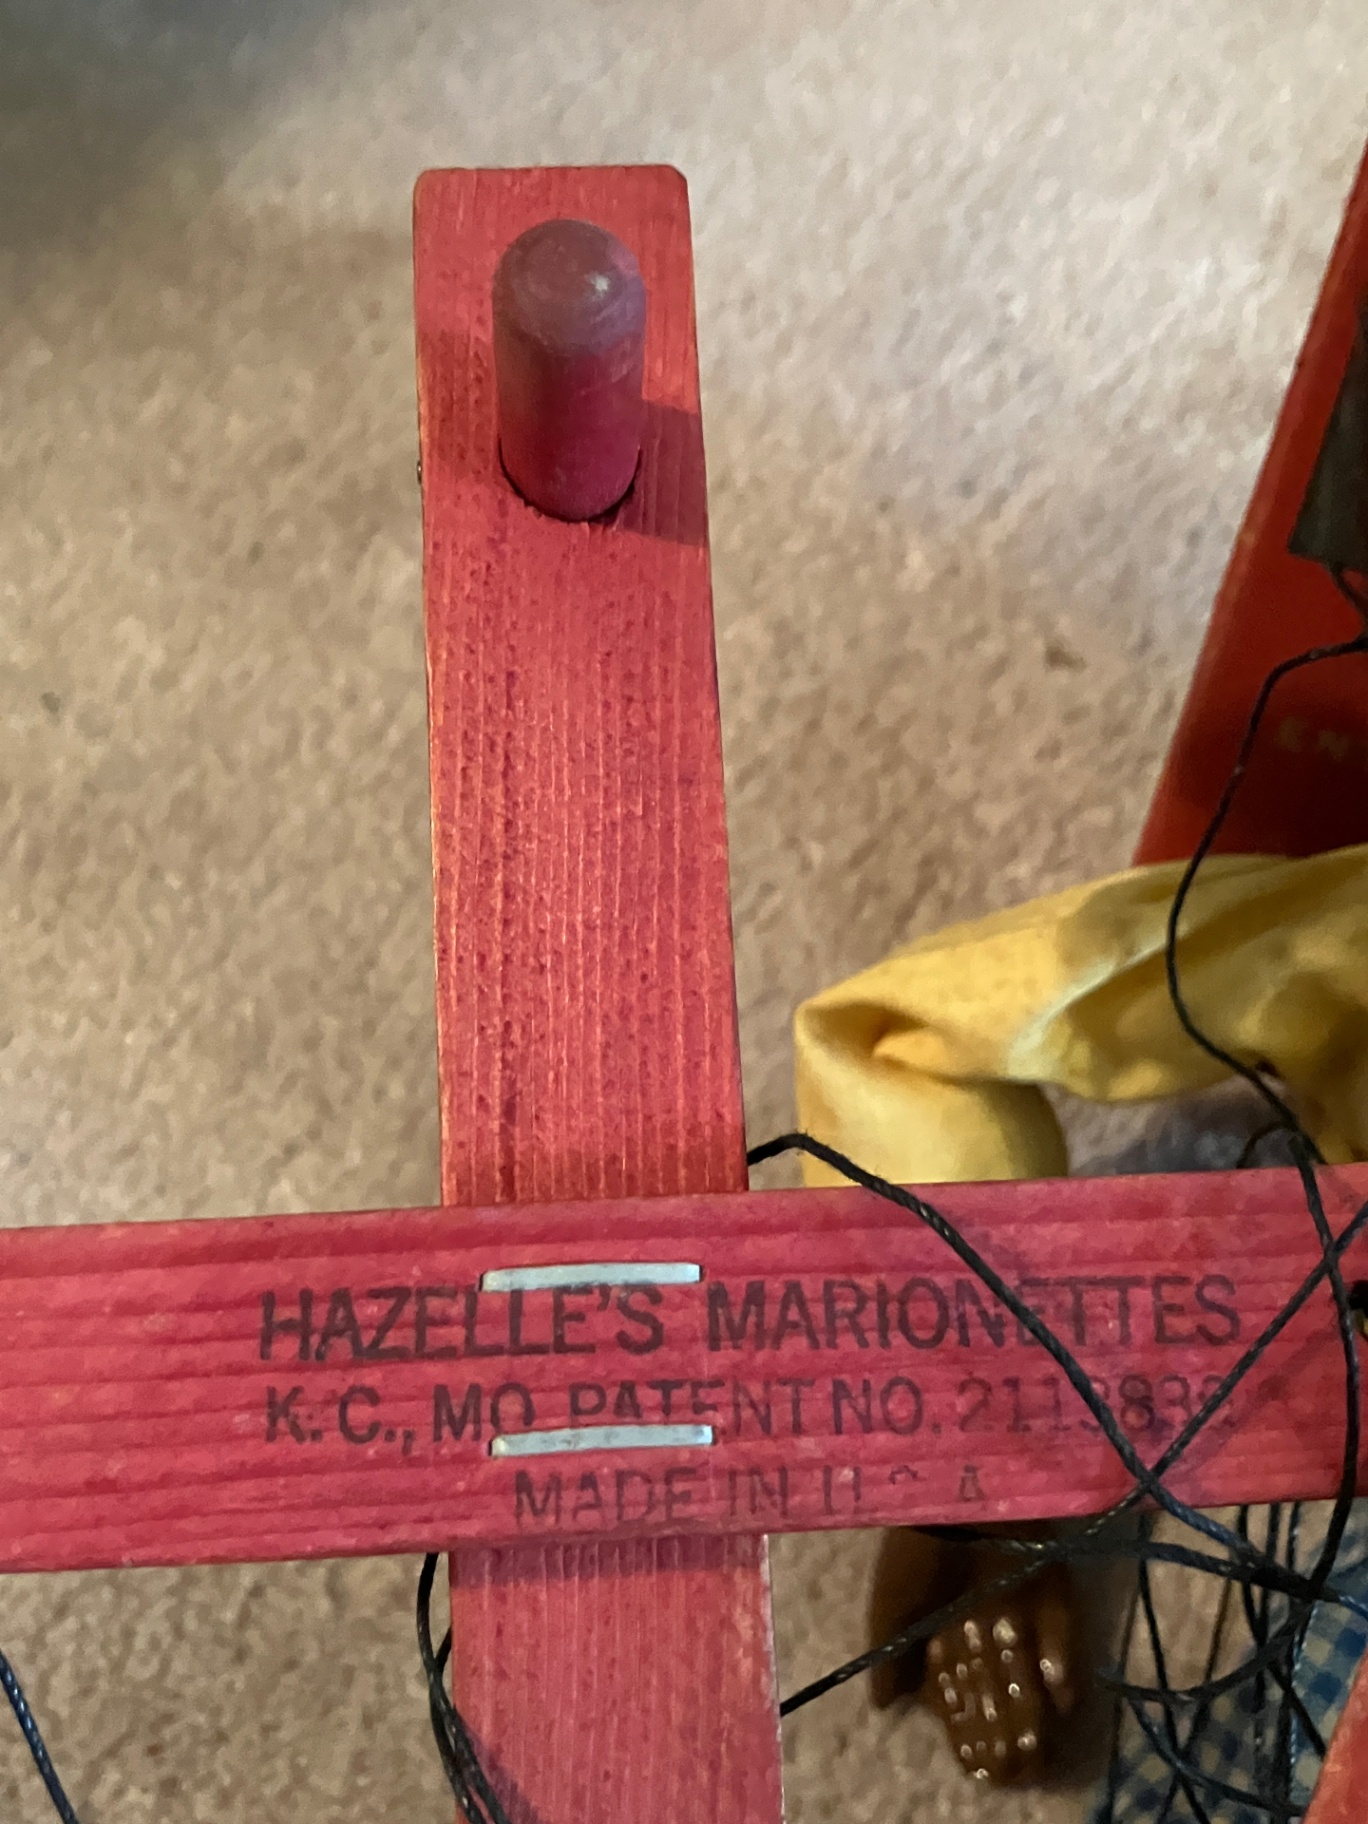 HAZELLE'S MARIONETTES
K.C., MO PATENT NO.
MADE IN U.S.A